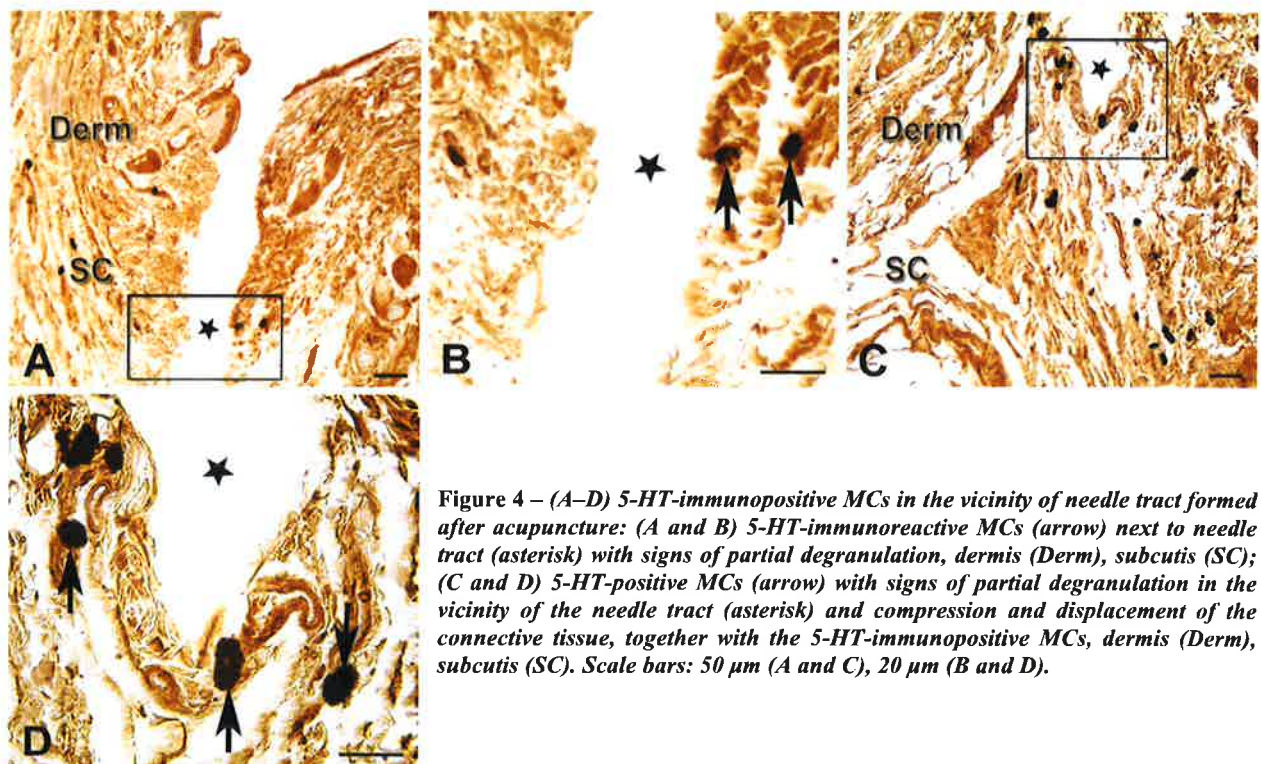 Derm
SC
A
B
Derm
SC
C
D
Figure 4 – (A–D) 5-HT-immunopositive MCs in the vicinity of needle tract formed
after acupuncture: (A and B) 5-HT-immunoreactive MCs (arrow) next to needle
tract (asterisk) with signs of partial degranulation, dermis (Derm), subcutis (SC);
(C and D) 5-HT-positive MCs (arrow) with signs of partial degranulation in the
vicinity of the needle tract (asterisk) and compression and displacement of the
connective tissue, together with the 5-HT-immunopositive MCs, dermis (Derm),
subcutis (SC). Scale bars: 50 μm (A and C), 20 μm (B and D).